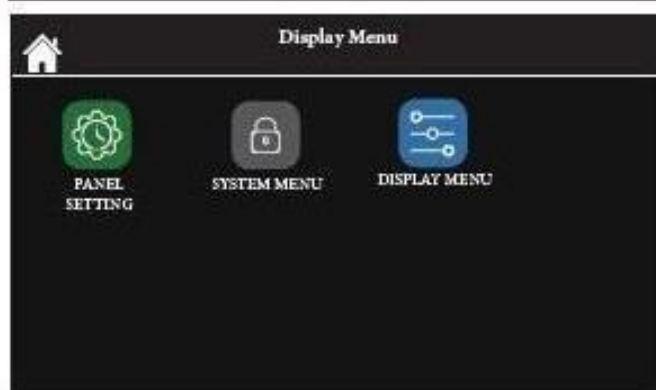 Display Menu
PANEL
SETTING
SYSTEM MENU
DISPLAY MENU